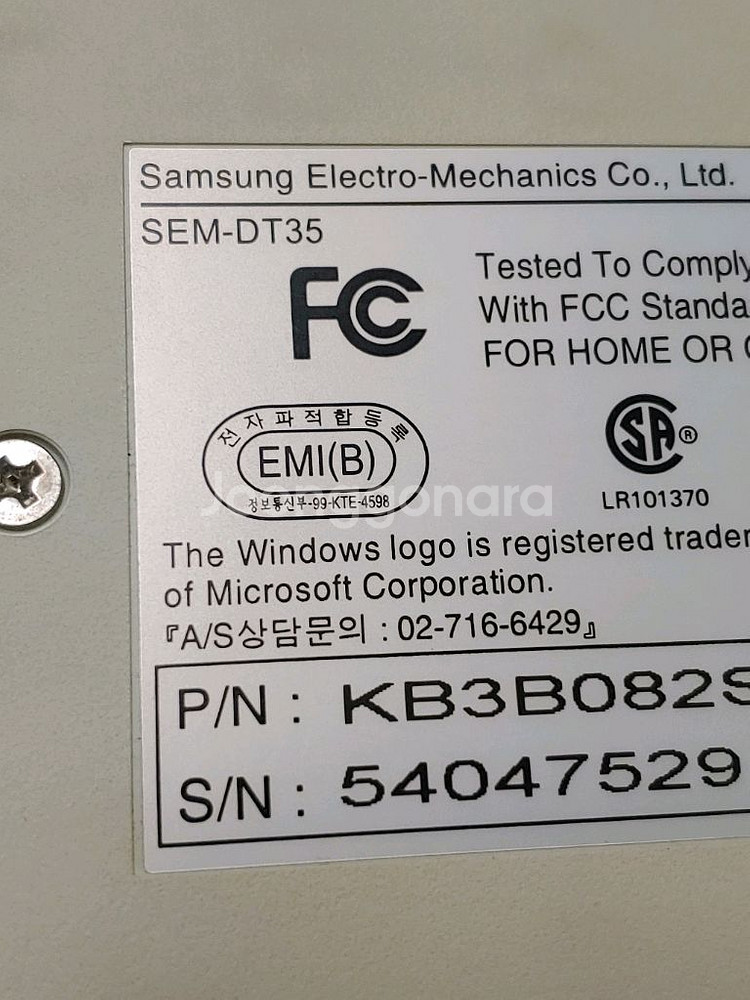 Samsung Electro-Mechanics Co., Ltd.
SEM-DT35
FC
Tested To Comply
With FCC Standa
FOR HOME OR
전자파적합등록
EMI(B)
정보통신부-99-KTE-4598
SA®
LR101370
Joonggonara
The Windows logo is registered trader
of Microsoft Corporation.
『A/S상담문의 : 02-716-6429』
P/N : KB3B082S
S/N : 54047529